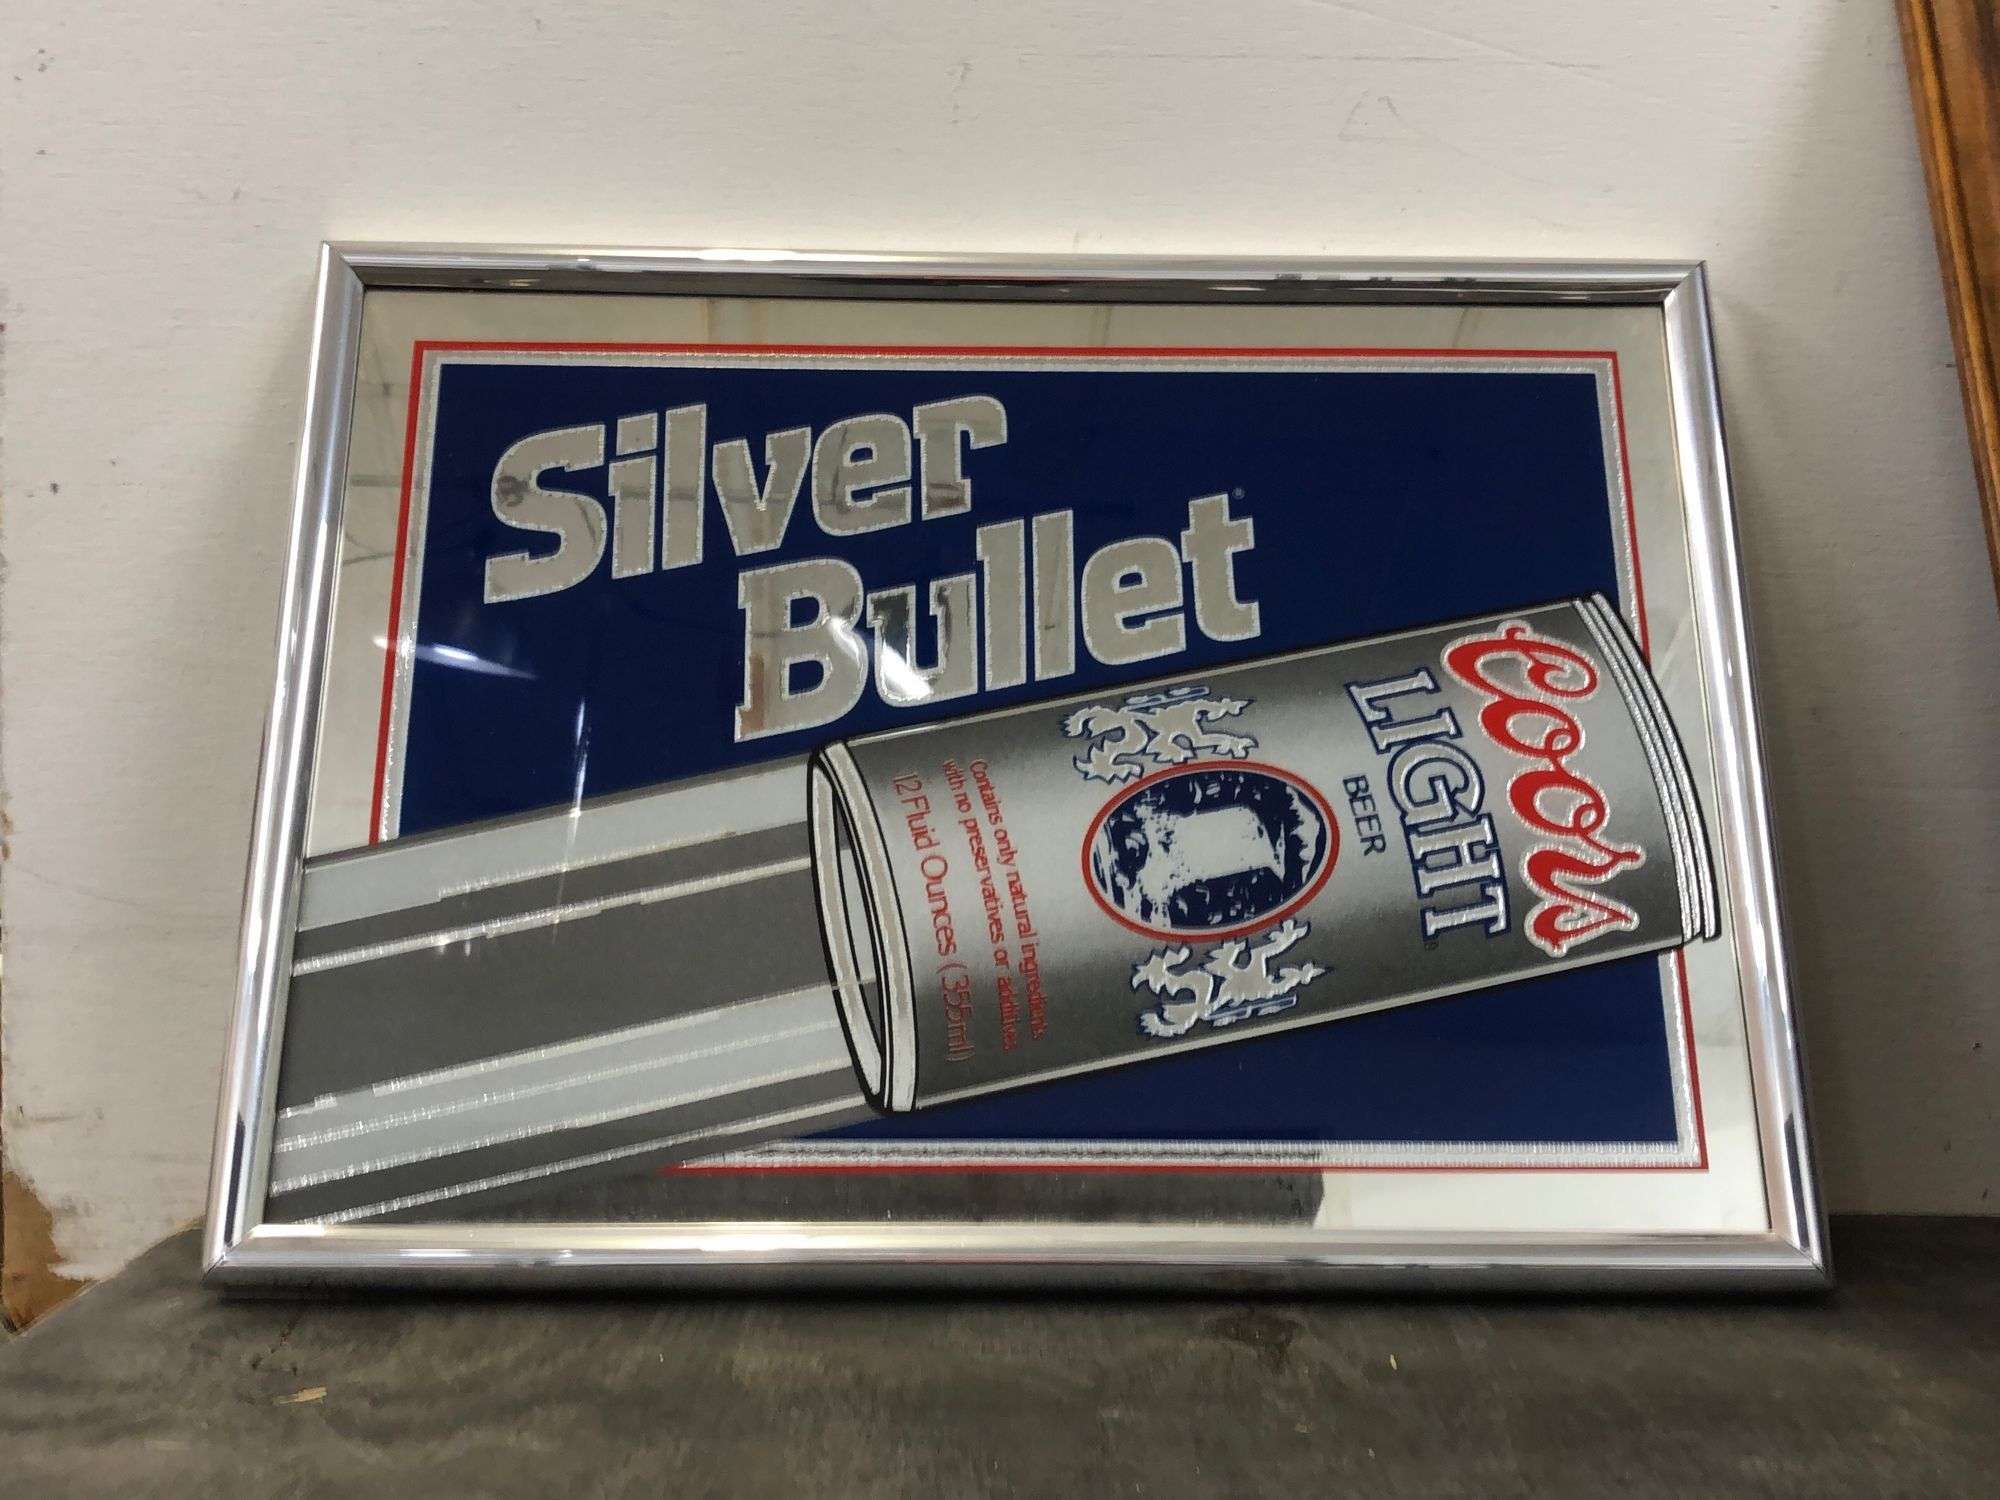 Silver
Bullet®
Coors
LIGHT®
BEER
Contains only natural ingredients
with no preservatives or additives.
12 Fluid Ounces (355ml)